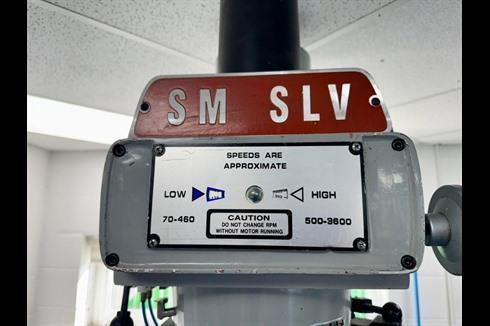 SM SLV
SPEEDS ARE
APPROXIMATE
LOW HIGH
70-460 500-3600
CAUTION
DO NOT CHANGE RPM
WITHOUT MOTOR RUNNING